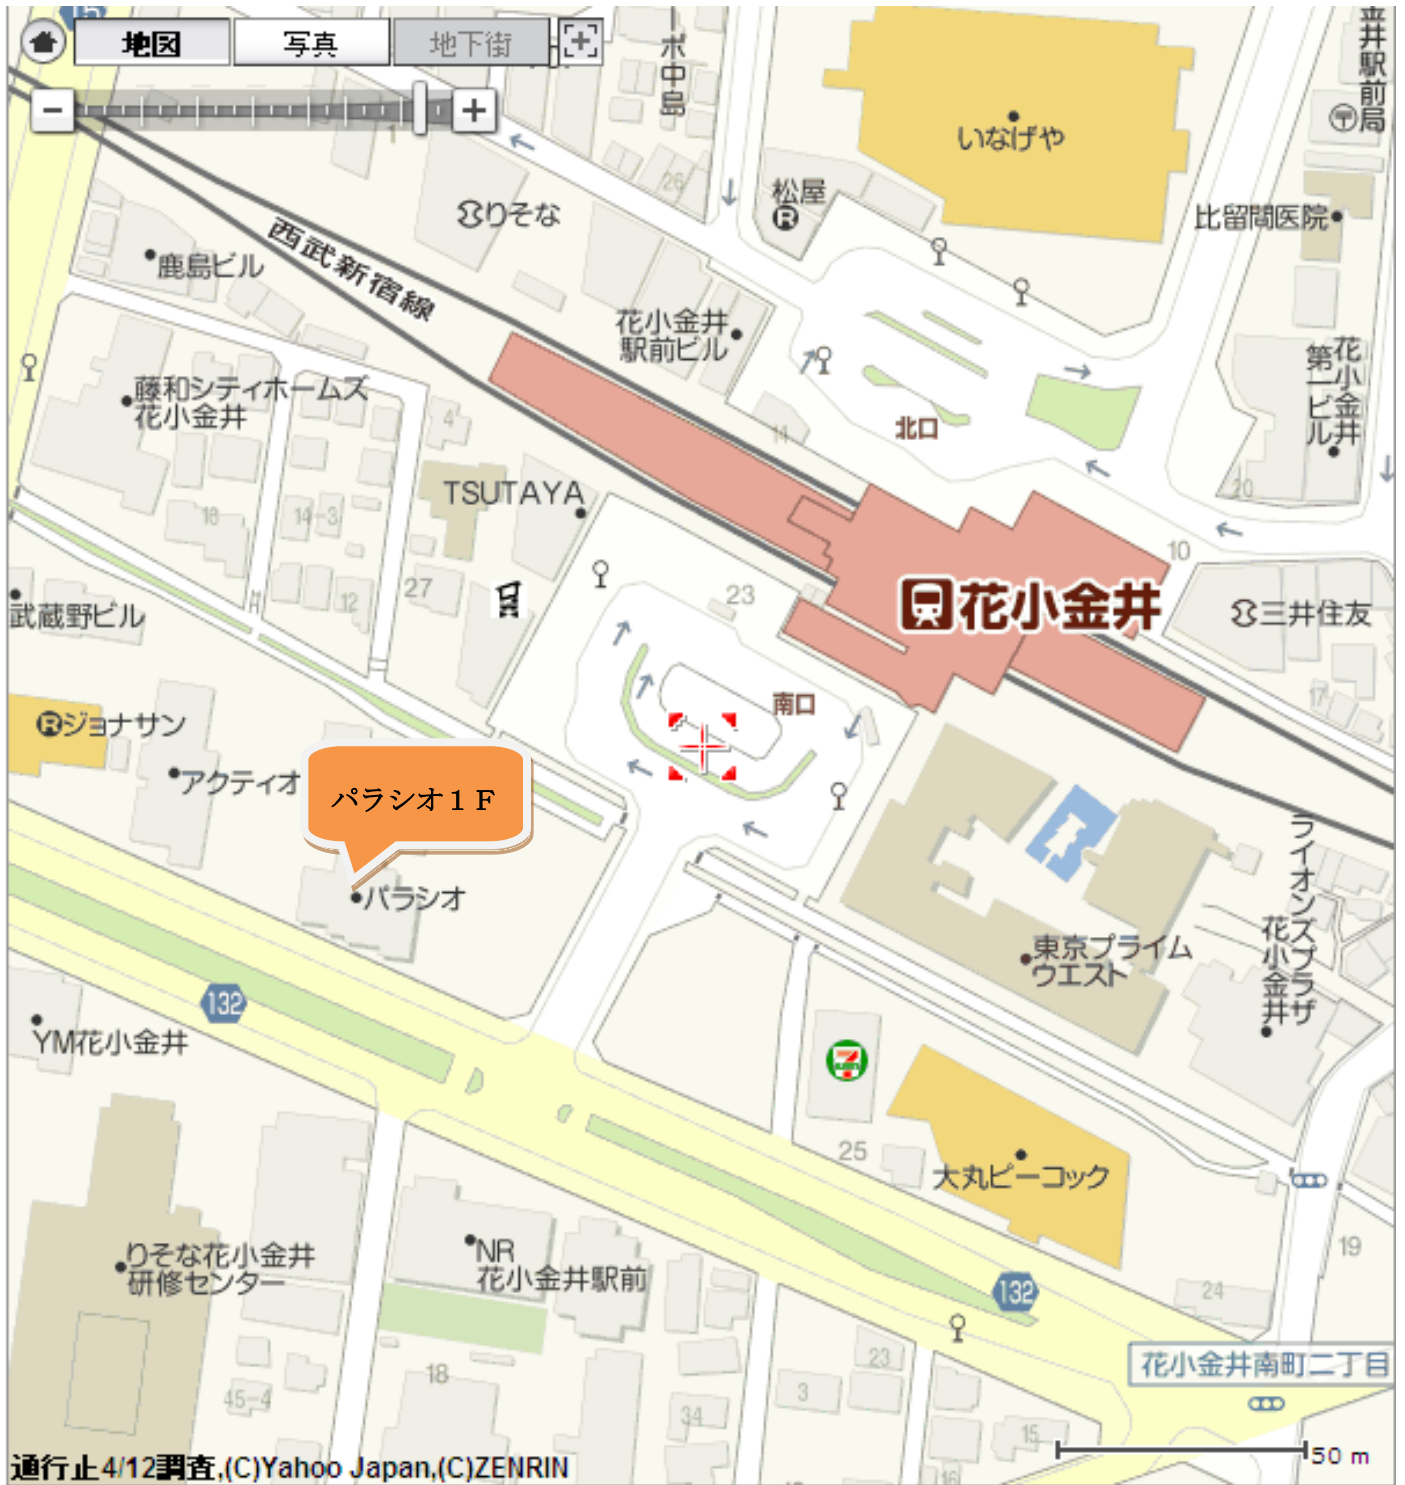 15
地図
写真
地下街
ーポ中島
金井駅前局
いなげや
1
26
松屋
りそな
比留間医院
西武新宿線
鹿島ビル
花小金井
駅前ビル
花小金井
第一ビル
藤和シティホームズ
花小金井
4
14
北口
TSUTAYA
20
16
14-3
10
27
12
23
花小金井
武蔵野ビル
三井住友
17
南口
ジョナサン
アクティオ
パラシオ１Ｆ
ライオンズプラザ
花小金井
パラシオ
東京プライム
ウエスト
132
YM花小金井
7
25
大丸ピーコック
りそな花小金井
研修センター
NR
花小金井駅前
19
132
24
花小金井南町二丁目
18
23
45-4
3
34
15
16
50 m
通行止4/12調査,(C)Yahoo Japan,(C)ZENRIN